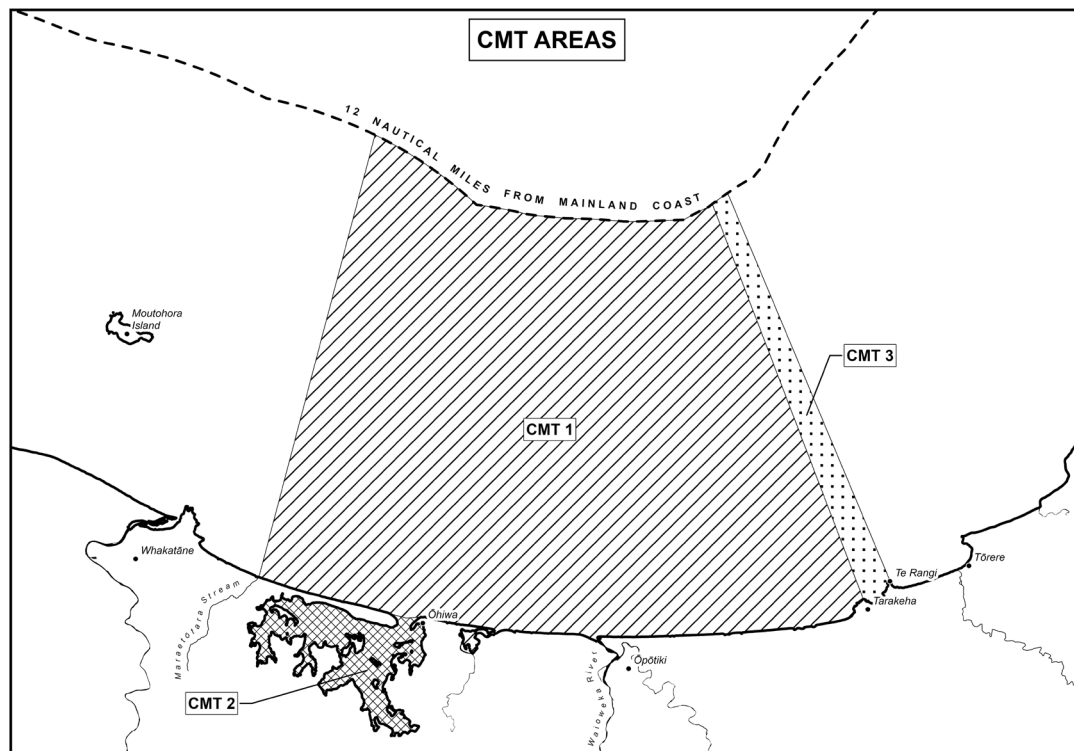 CMT AREAS
12 NAUTICAL MILES FROM MAINLAND COAST
Moutohora
Island
CMT 3
CMT 1
Whakatāne
Te Rangi
Tōrere
Maraetōtara Stream
Ōhiwa
Tarakeha
Waioweka River
Ōpōtiki
CMT 2